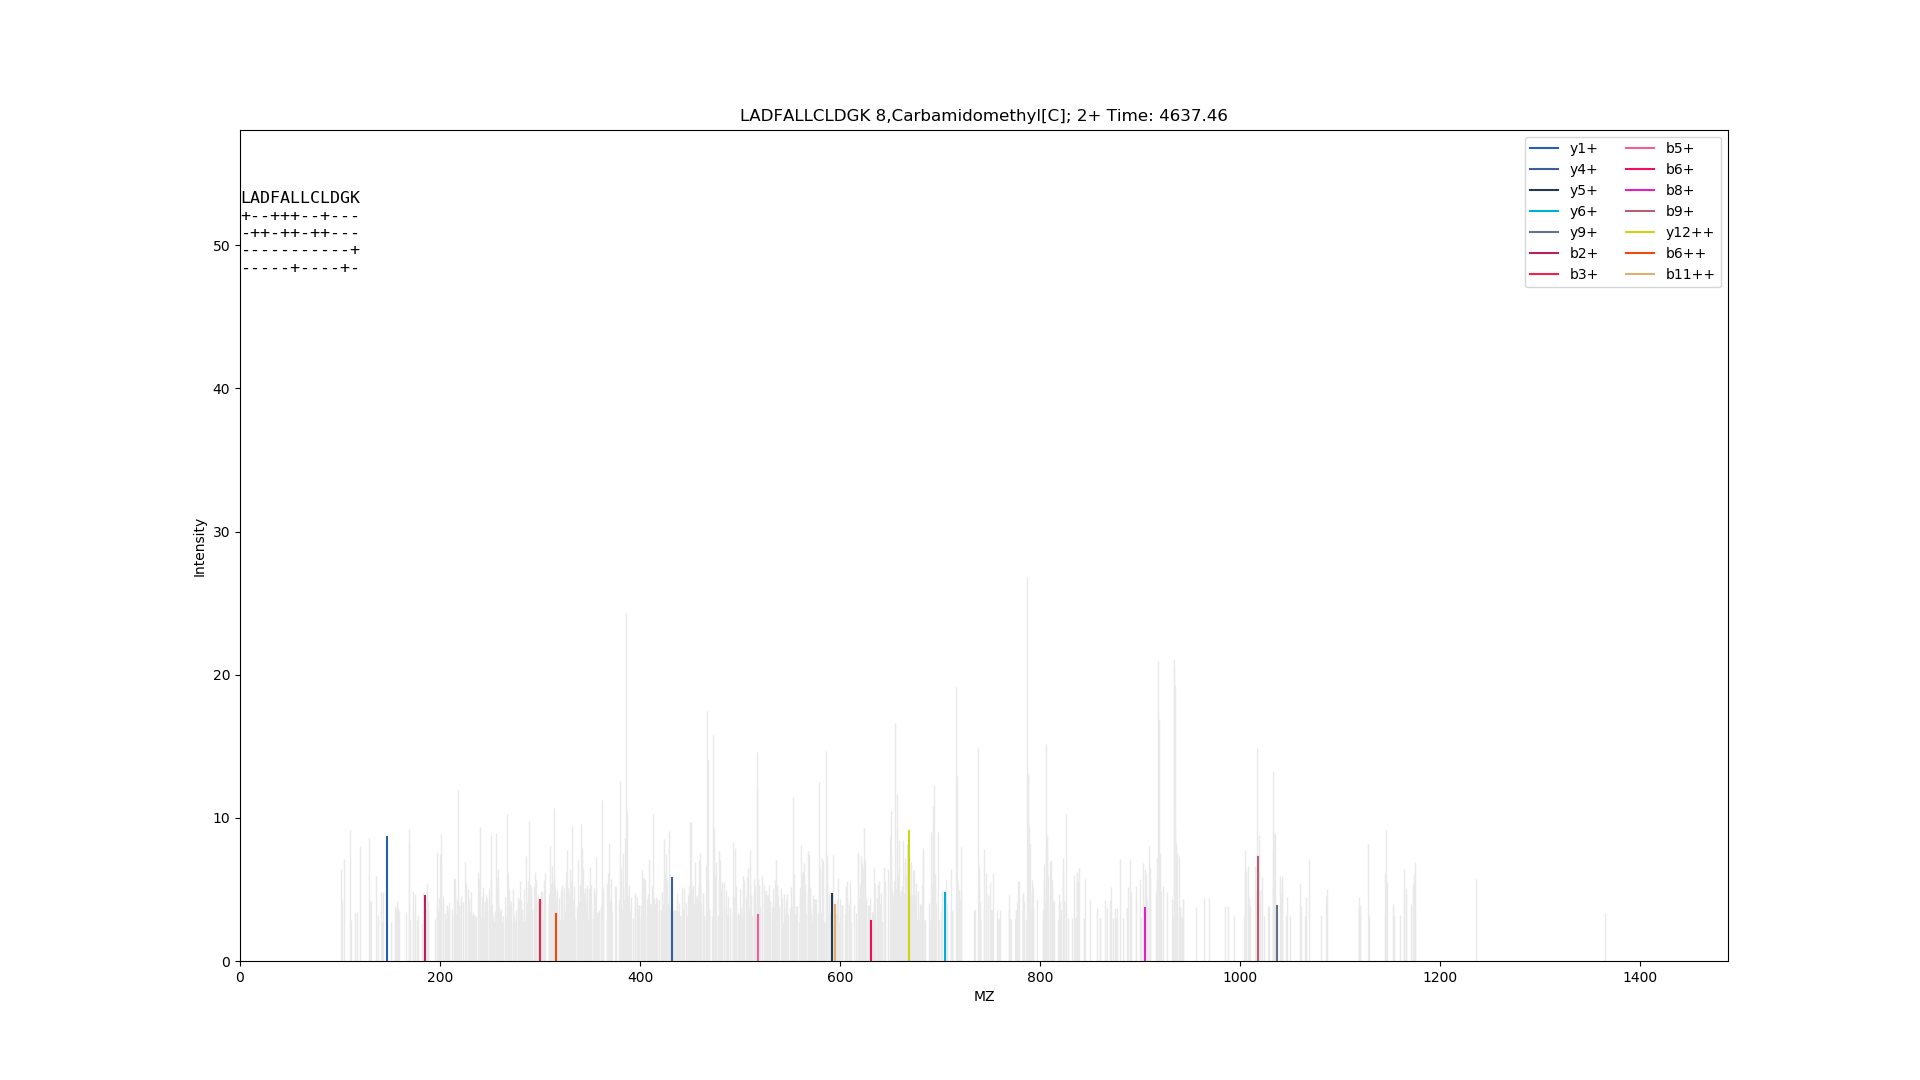 LADFALLCLDGK 8,Carbamidomethyl[C]; 2+ Time: 4637.46
LADFALLCLDGK
+--+++--+---
-++-++-++---
-----------+
-----+----+-
y1+
y4+
y5+
y6+
y9+
b2+
b3+
b5+
b6+
b8+
b9+
y12++
b6++
b11++
50
40
30
20
10
0
Intensity
0 200 400 600 800 1000 1200 1400
MZ